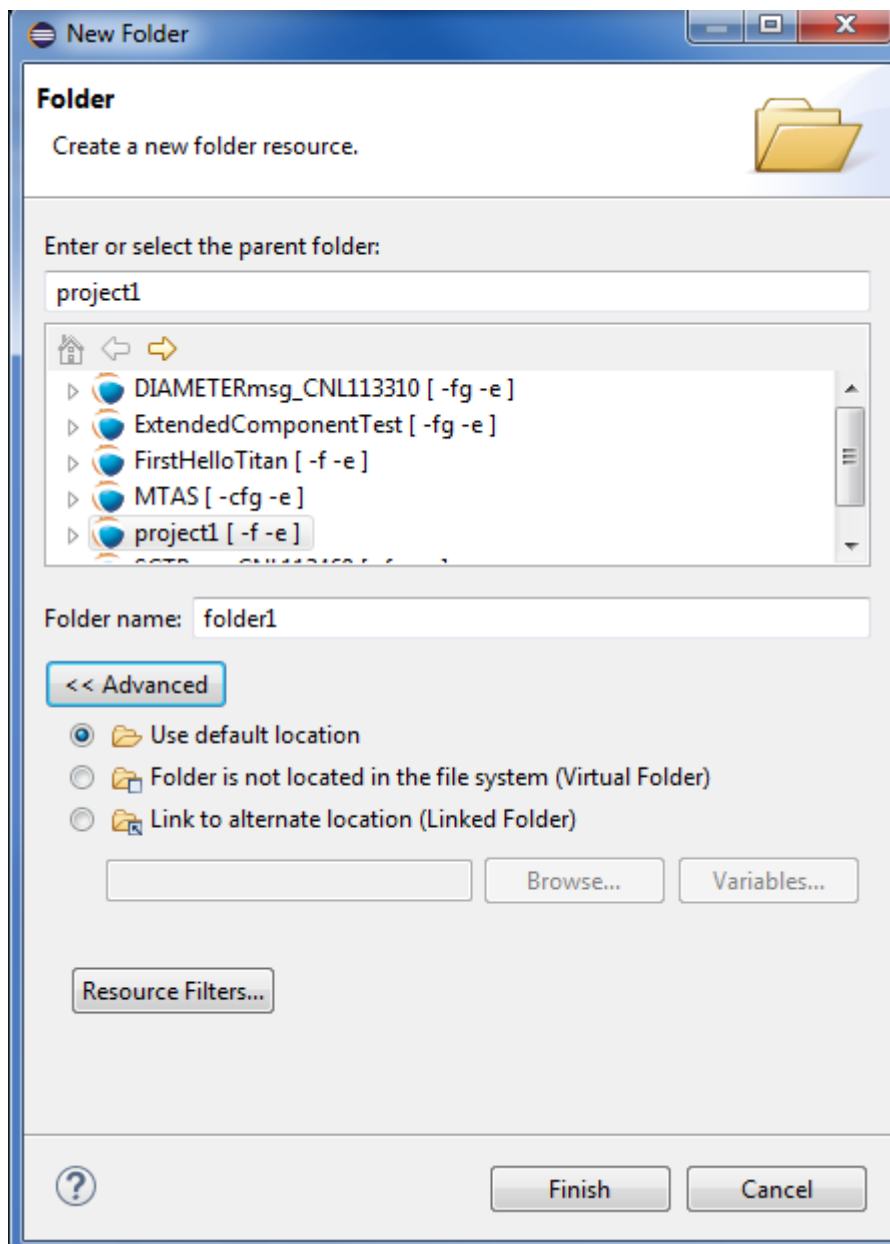 New Folder
Folder
Create a new folder resource.
Enter or select the parent folder:
project1
DIAMETERmsg_CNL113310 [ -fg -e ]
ExtendedComponentTest [ -fg -e ]
FirstHelloTitan [ -f -e ]
MTAS [ -cfg -e ]
project1 [ -f -e ]
Folder name: folder1
<< Advanced
Use default location
Folder is not located in the file system (Virtual Folder)
Link to alternate location (Linked Folder)
Browse... Variables...
Resource Filters...
Finish Cancel